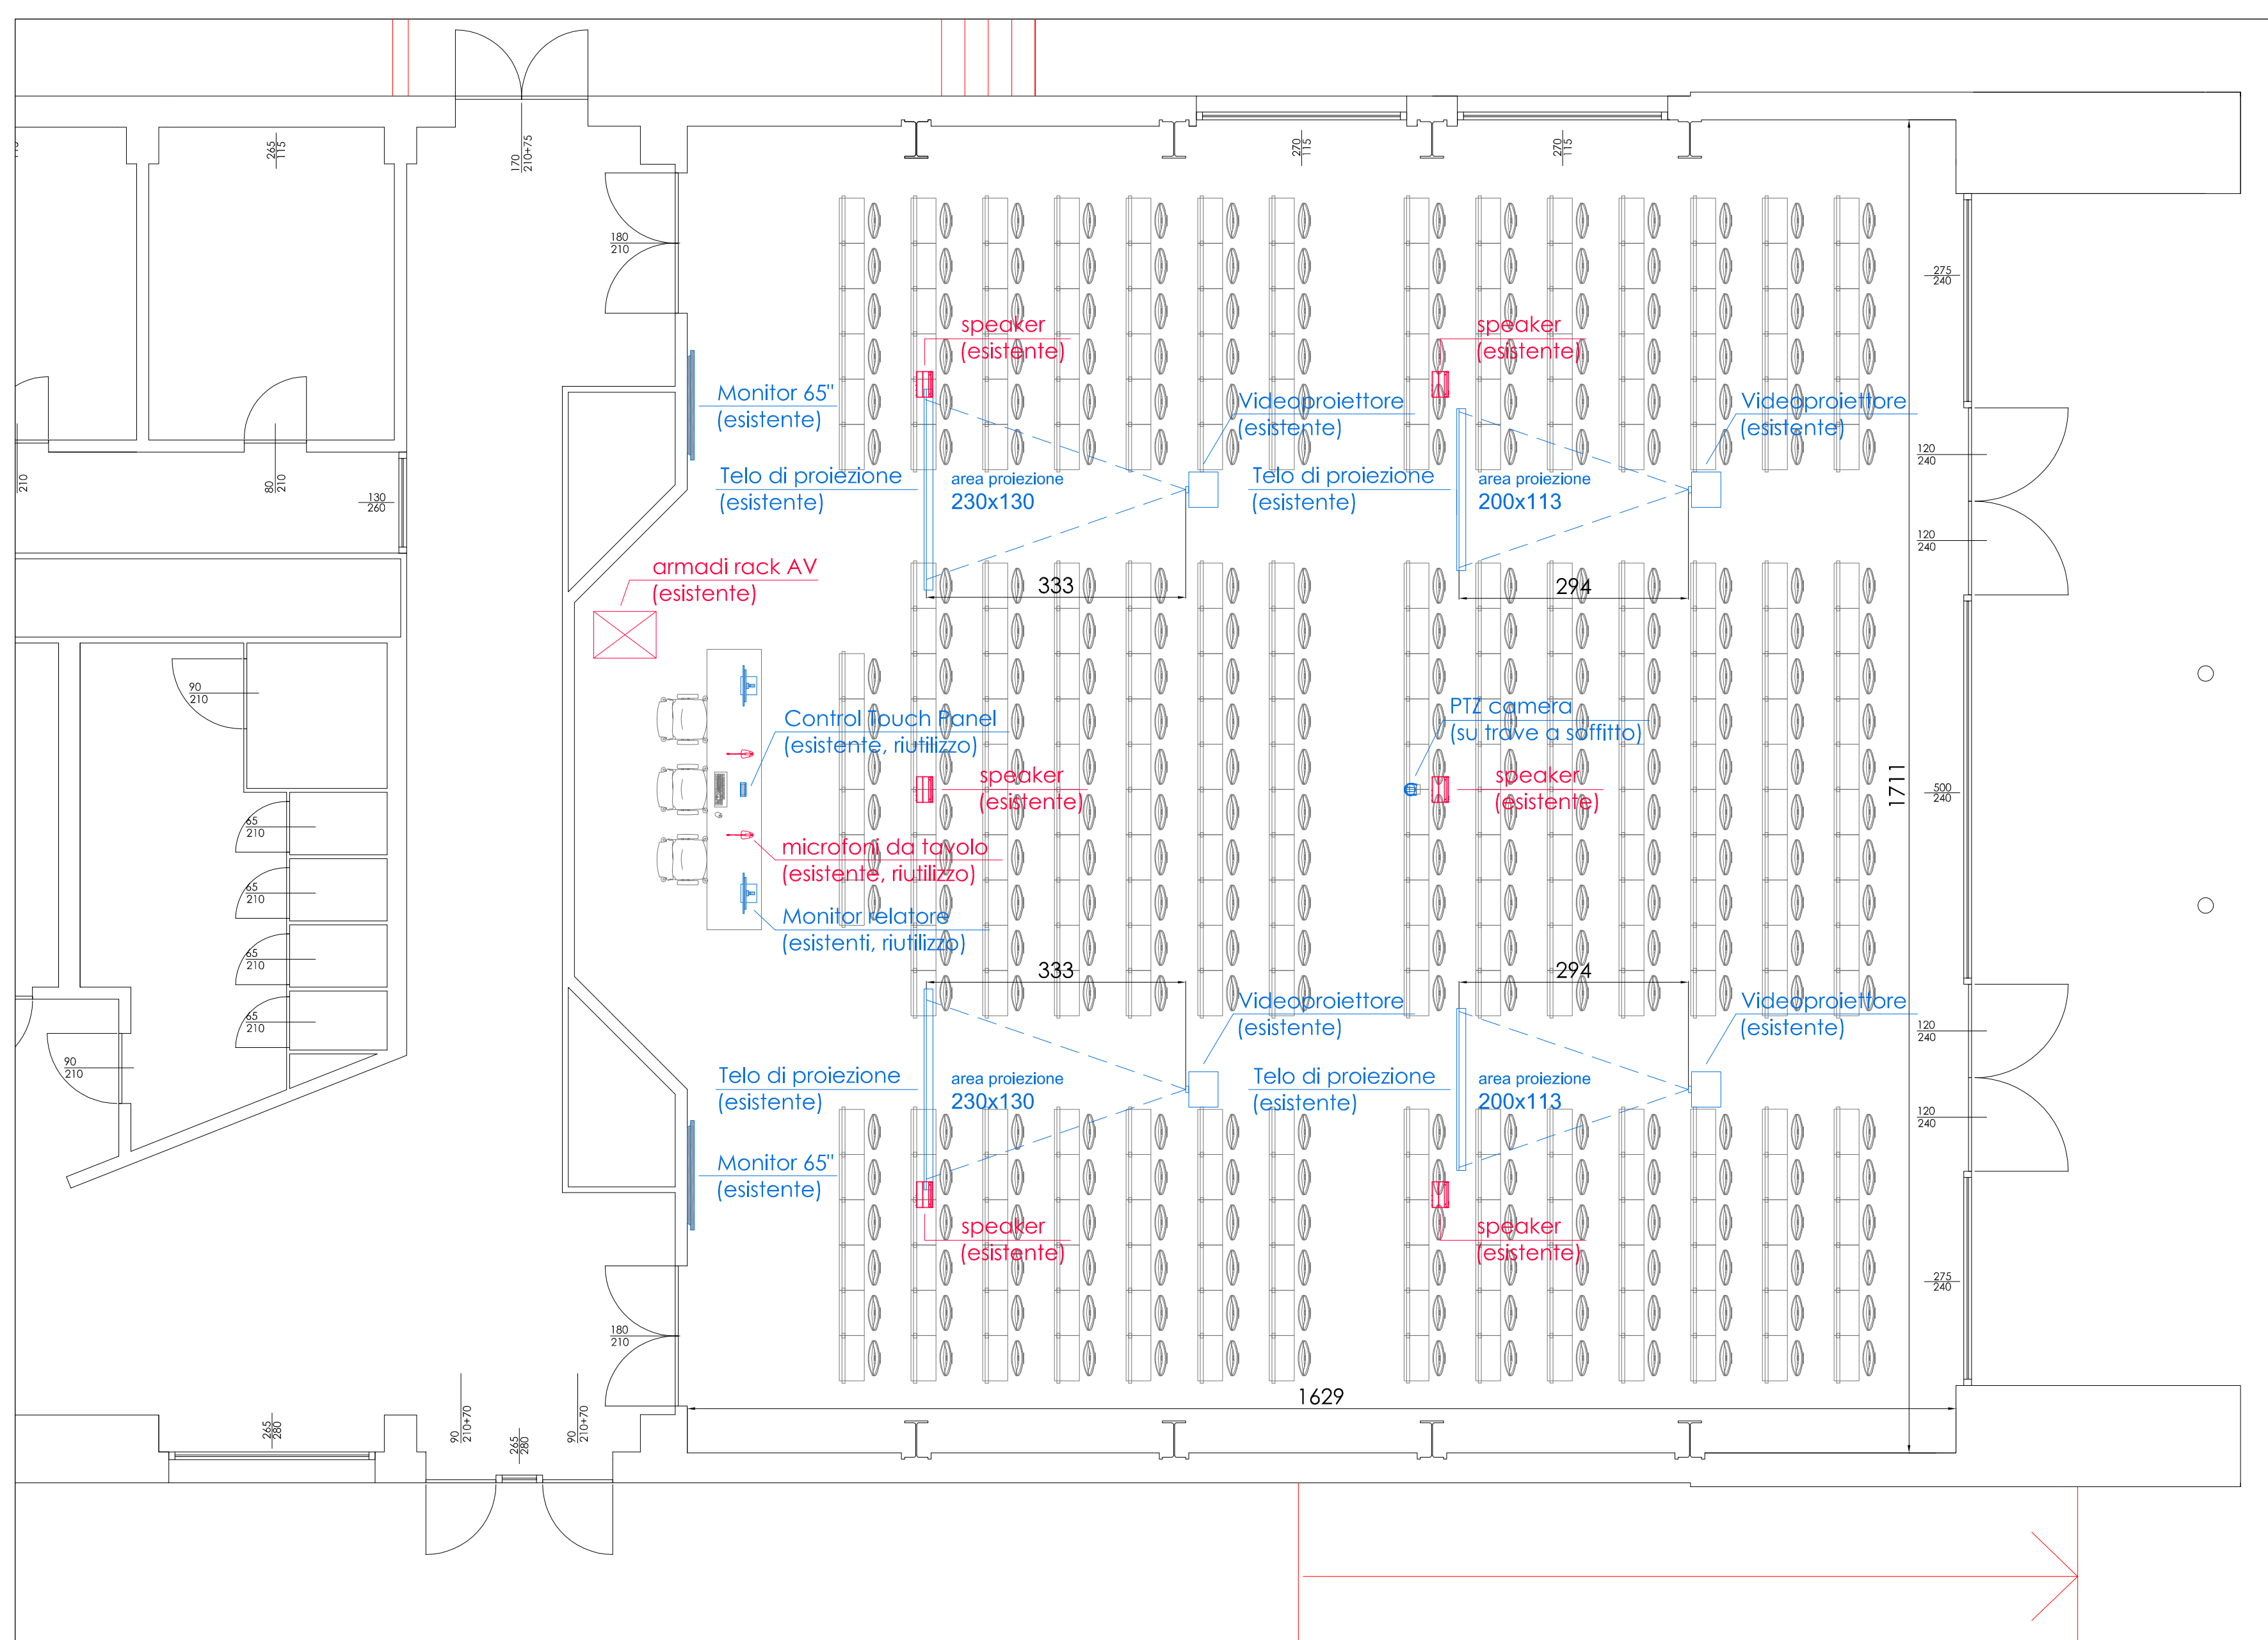 265
115
170
210+75
270
115
270
115
180
210
275
240
speaker
(esistente)
speaker
(esistente)
Monitor 65"
(esistente)
Videoproiettore
(esistente)
Videoproiettore
(esistente)
120
240
Telo di proiezione
(esistente)
area proiezione
230x130
Telo di proiezione
(esistente)
area proiezione
200x113
210
80
210
130
260
120
240
armadi rack AV
(esistente)
333
294
90
210
Control Touch Panel
(esistente, riutilizzo)
PTZ camera
(su trave a soffitto)
speaker
(esistente)
speaker
(esistente)
1711
500
240
65
210
microfoni da tavolo
(esistente, riutilizzo)
65
210
Monitor relatore
(esistenti, riutilizzo)
65
210
333
294
Videoproiettore
(esistente)
Videoproiettore
(esistente)
65
210
120
240
90
210
Telo di proiezione
(esistente)
area proiezione
230x130
Telo di proiezione
(esistente)
area proiezione
200x113
120
240
Monitor 65"
(esistente)
speaker
(esistente)
speaker
(esistente)
275
240
180
210
1629
265
280
90
210+70
265
280
90
210+70